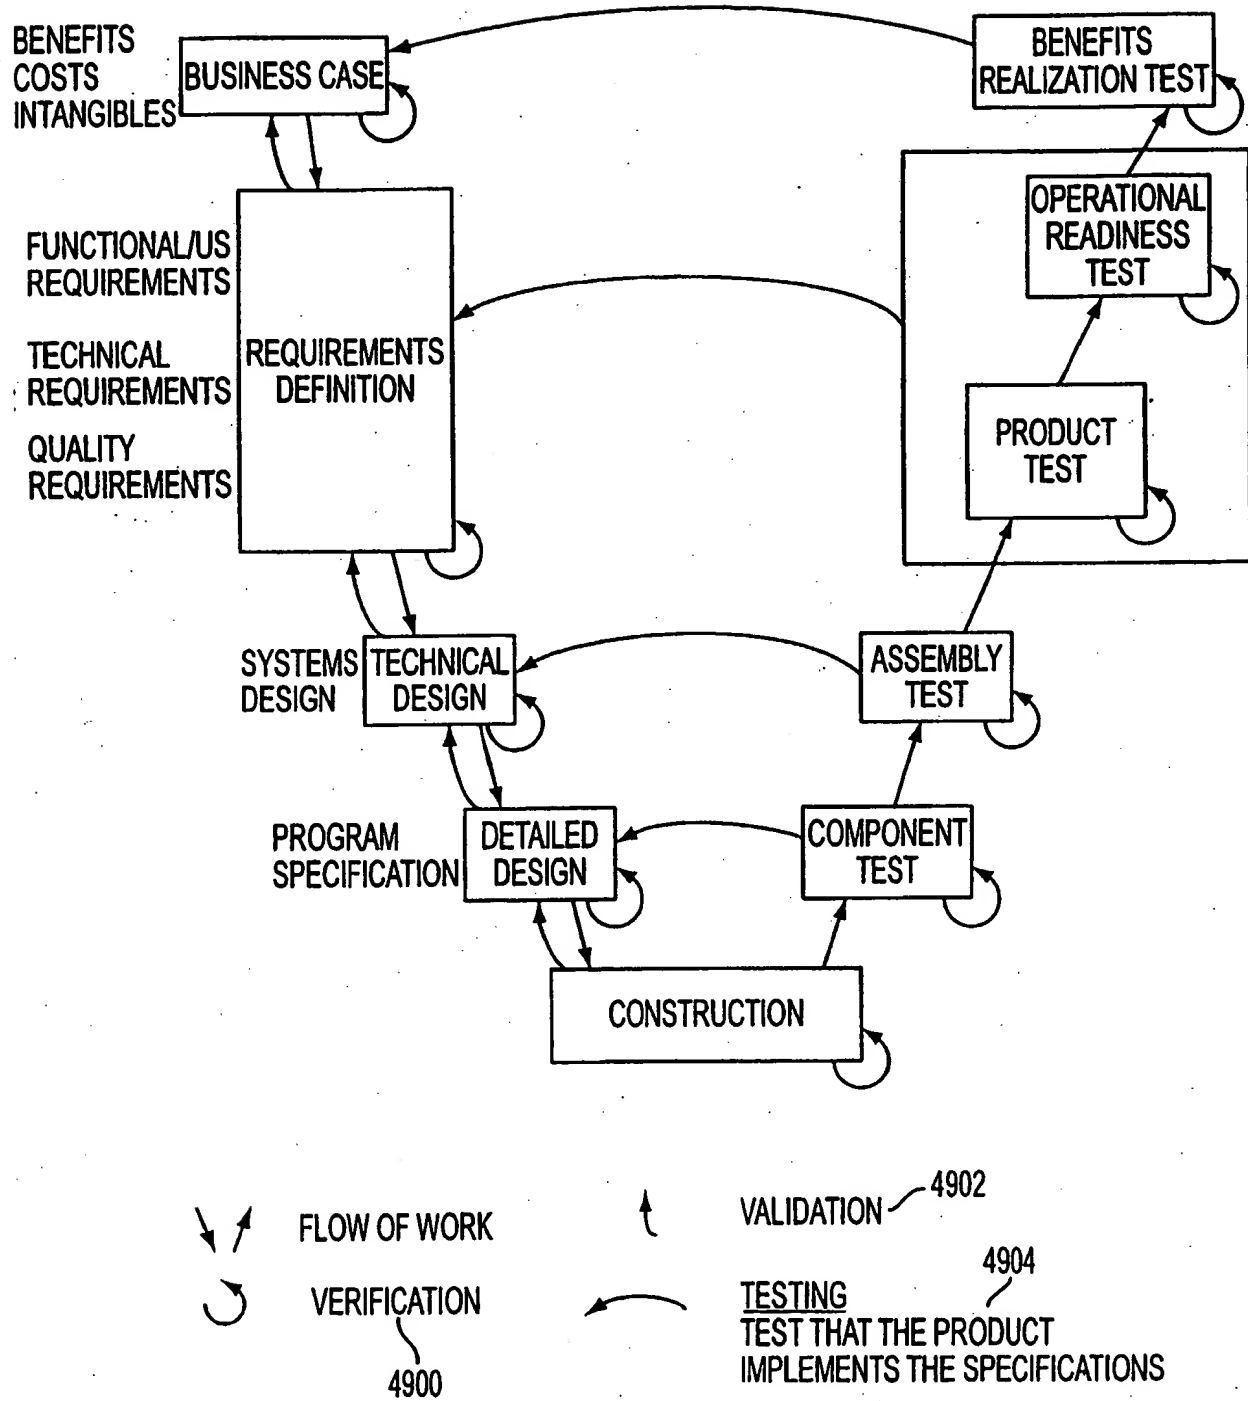 BENEFITS
COSTS
INTANGIBLES
BUSINESS CASE
BENEFITS
REALIZATION TEST
OPERATIONAL
READINESS
TEST
FUNCTIONAL/US
REQUIREMENTS
TECHNICAL
REQUIREMENTS
QUALITY
REQUIREMENTS
REQUIREMENTS
DEFINITION
PRODUCT
TEST
SYSTEMS
DESIGN
TECHNICAL
DESIGN
ASSEMBLY
TEST
PROGRAM
SPECIFICATION
DETAILED
DESIGN
COMPONENT
TEST
CONSTRUCTION
FLOW OF WORK
VERIFICATION
4900
VALIDATION
4902
4904
TESTING
TEST THAT THE PRODUCT
IMPLEMENTS THE SPECIFICATIONS